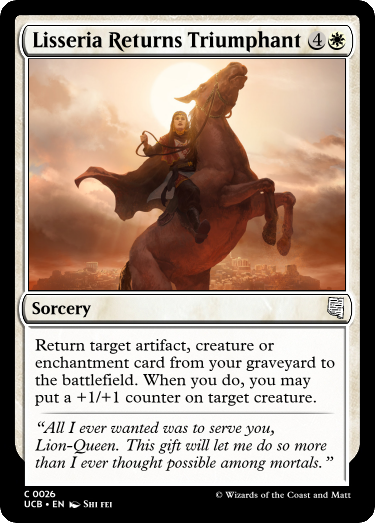 Lisseria Returns Triumphant 4
Sorcery
Return target artifact, creature or
enchantment card from your graveyard to
the battlefield. When you do, you may
put a +1/+1 counter on target creature.
“All I ever wanted was to serve you,
Lion-Queen. This gift will let me do so more
than I ever thought possible among mortals.”
C 0026
UCB • EN Shi fei
© Wizards of the Coast and Matt